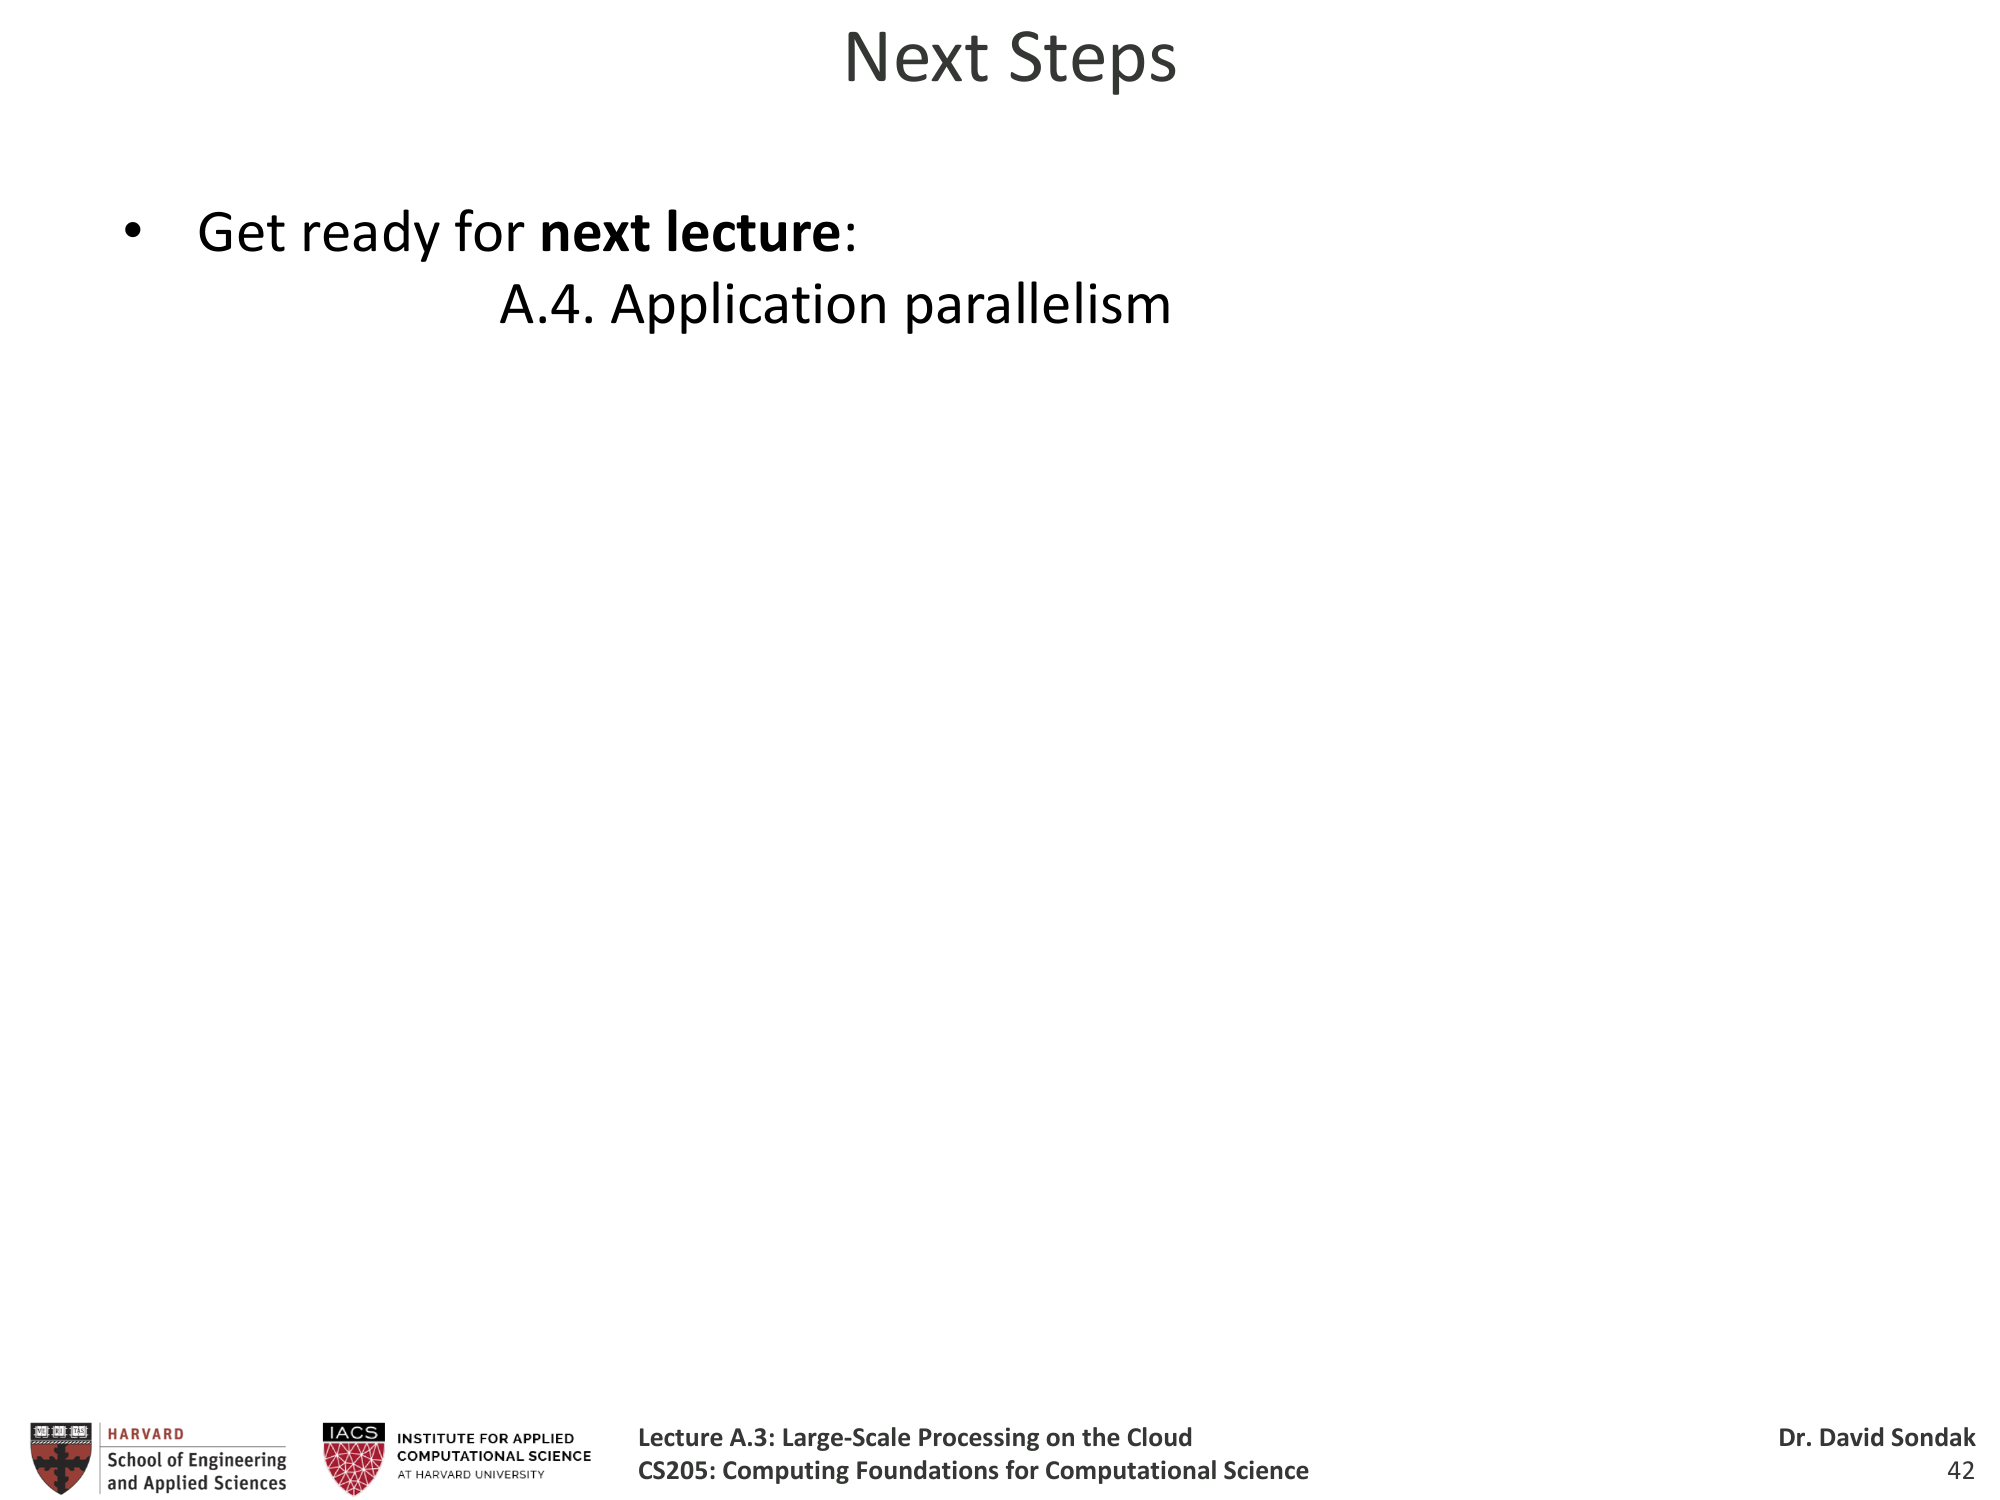 Next Steps
• Get ready for next lecture:
A.4. Application parallelism
HARVARD
School of Engineering
and Applied Sciences
IACS
INSTITUTE FOR APPLIED
COMPUTATIONAL SCIENCE
AT HARVARD UNIVERSITY
Lecture A.3: Large-Scale Processing on the Cloud
CS205: Computing Foundations for Computational Science
Dr. David Sondak
42